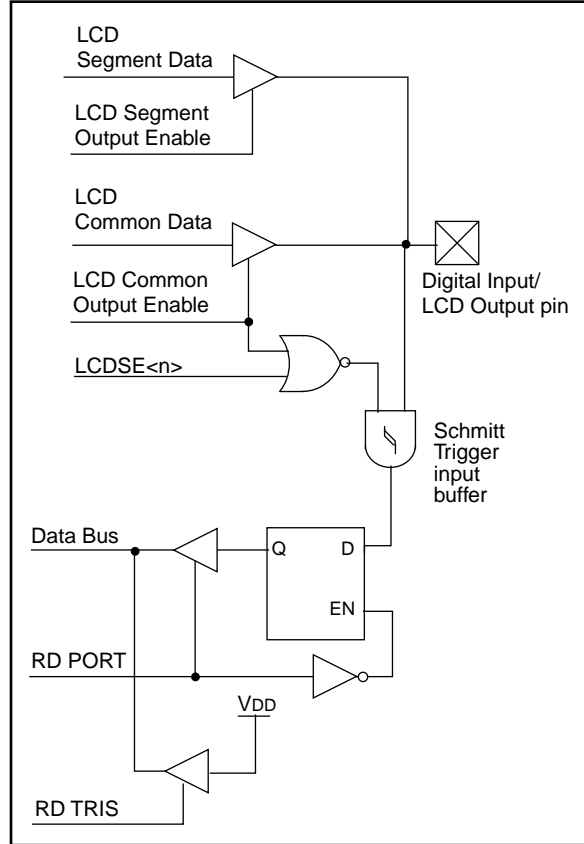 LCD
Segment Data
LCD Segment
Output Enable
LCD
Common Data
LCD Common
Output Enable
Digital Input/
LCD Output pin
LCDSE<n>
Schmitt
Trigger
input
buffer
Data Bus
Q
D
EN
RD PORT
VDD
RD TRIS